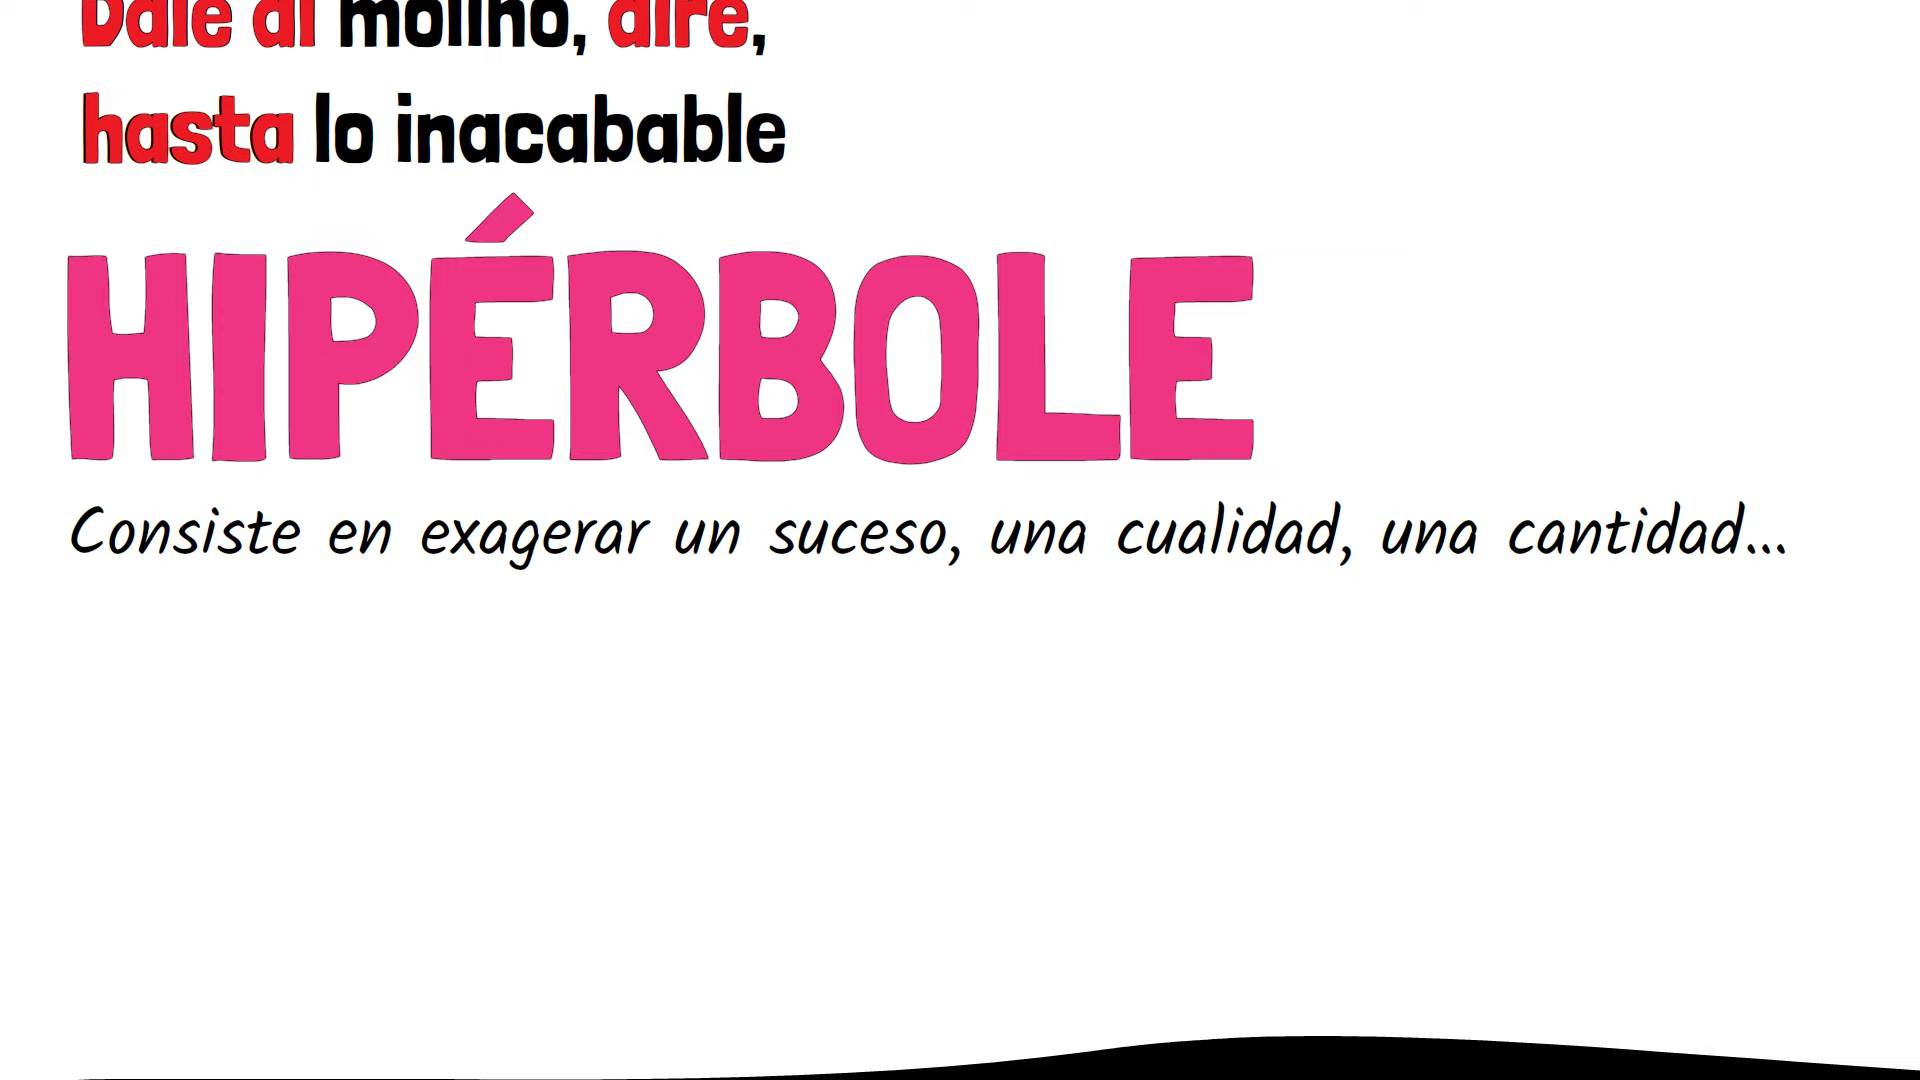 Dale al molino, aire,
hasta lo inacabable
HIPÉRBOLE
Consiste en exagerar un suceso, una cualidad, una cantidad...